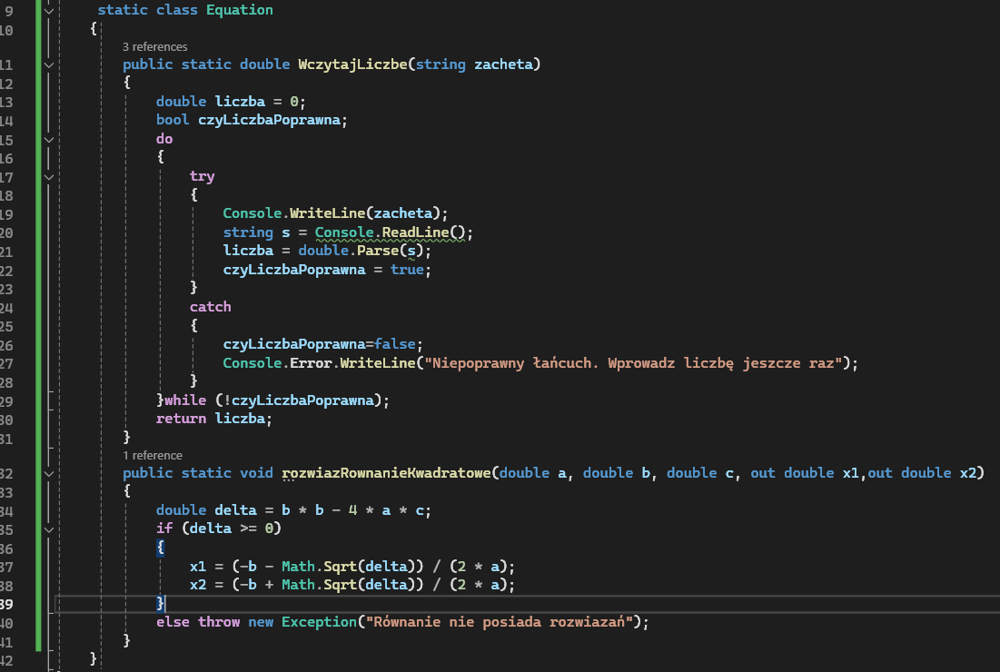 9 static class Equation
10 {
3 references
11 public static double WczytajLiczbe(string zacheta)
12 {
13 double liczba = 0;
14 bool czyLiczbaPoprawna;
15 do
16 {
17 try
18 {
19 Console.WriteLine(zacheta);
20 string s = Console.ReadLine();
21 liczba = double.Parse(s);
22 czyLiczbaPoprawna = true;
23 }
24 catch
25 {
26 czyLiczbaPoprawna=false;
27 Console.Error.WriteLine("Niepoprawny łańcuch. Wprowadz liczbę jeszcze raz");
28 }
29 }while (!czyLiczbaPoprawna);
30 return liczba;
31 }
1 reference
32 public static void rozwiazRownanieKwadratowe(double a, double b, double c, out double x1,out double x2)
33 {
34 double delta = b * b - 4 * a * c;
35 if (delta >= 0)
36 {
37 x1 = (-b - Math.Sqrt(delta)) / (2 * a);
38 x2 = (-b + Math.Sqrt(delta)) / (2 * a);
39 }
40 else throw new Exception("Równanie nie posiada rozwiazań");
41 }
42 }